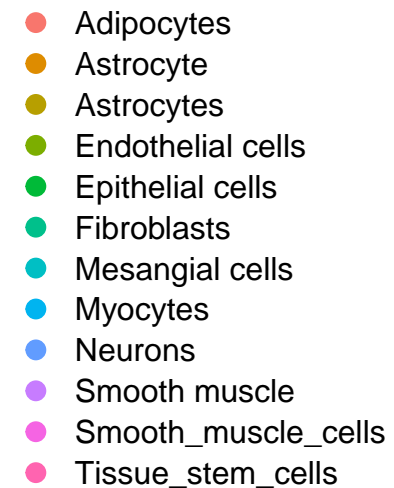 Adipocytes
Astrocyte
Astrocytes
Endothelial cells
Epithelial cells
Fibroblasts
Mesangial cells
Myocytes
Neurons
Smooth muscle
Smooth_muscle_cells
Tissue_stem_cells